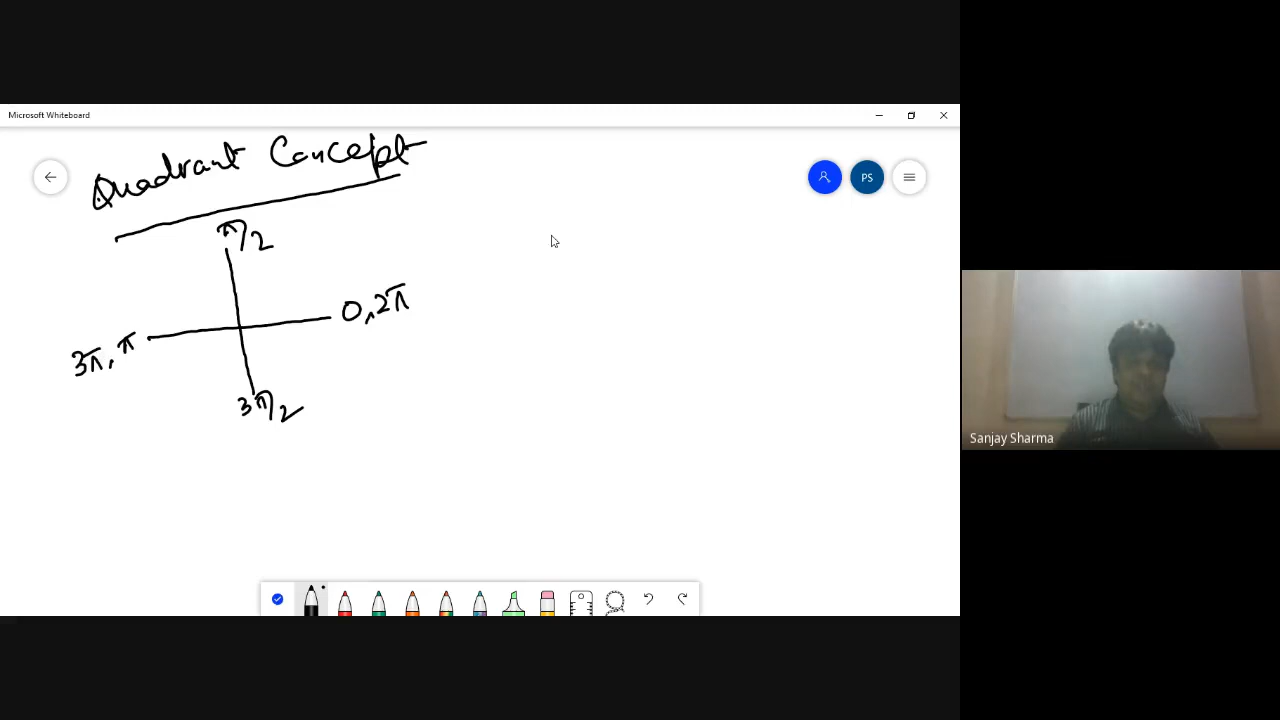 Microsoft Whiteboard
Quadrant Concept
PS
π/2
0, 2π
3π, π
3π/2
Sanjay Sharma